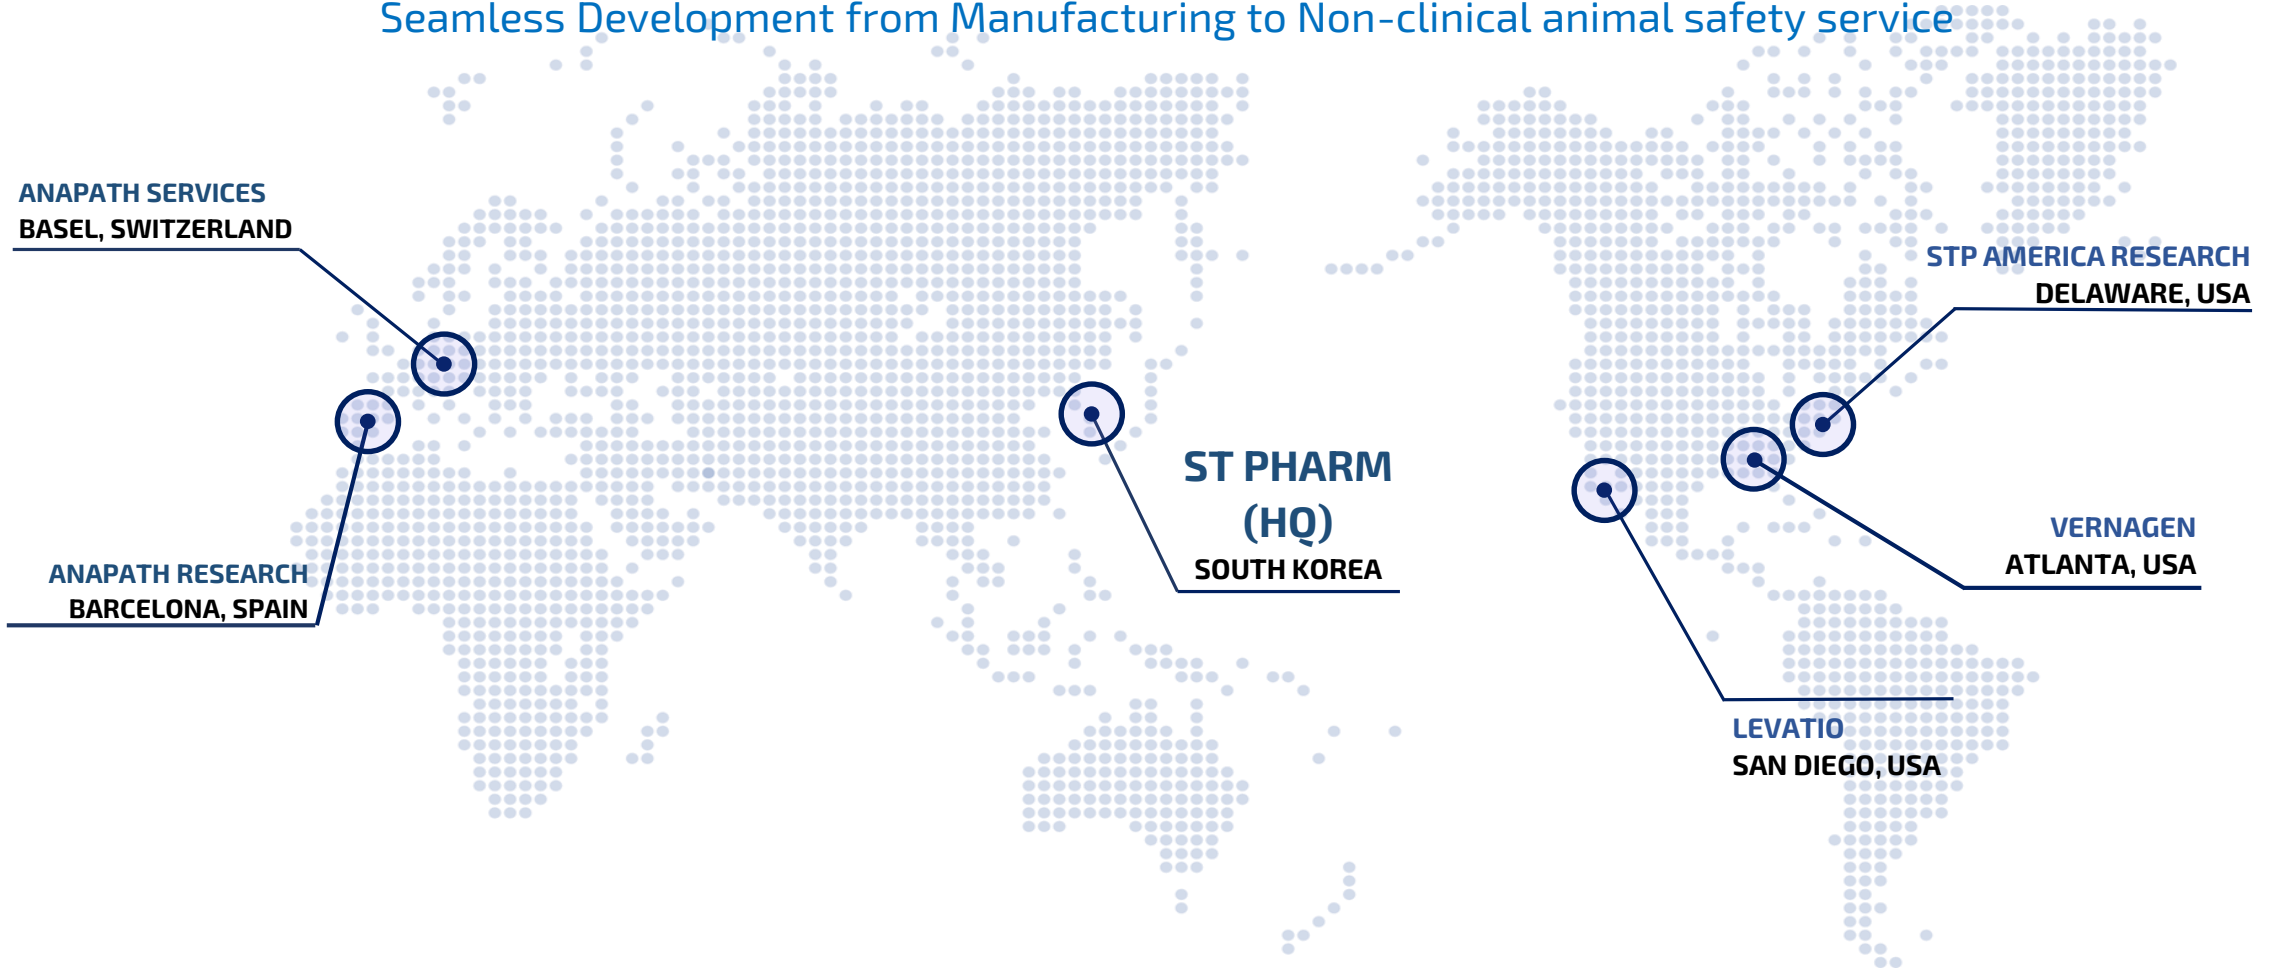 Seamless Development from Manufacturing to Non-clinical animal safety service
ANAPATH SERVICES
BASEL, SWITZERLAND
STP AMERICA RESEARCH
DELAWARE, USA
ST PHARM
(HQ)
SOUTH KOREA
VERNAGEN
ATLANTA, USA
ANAPATH RESEARCH
BARCELONA, SPAIN
LEVATIO
SAN DIEGO, USA